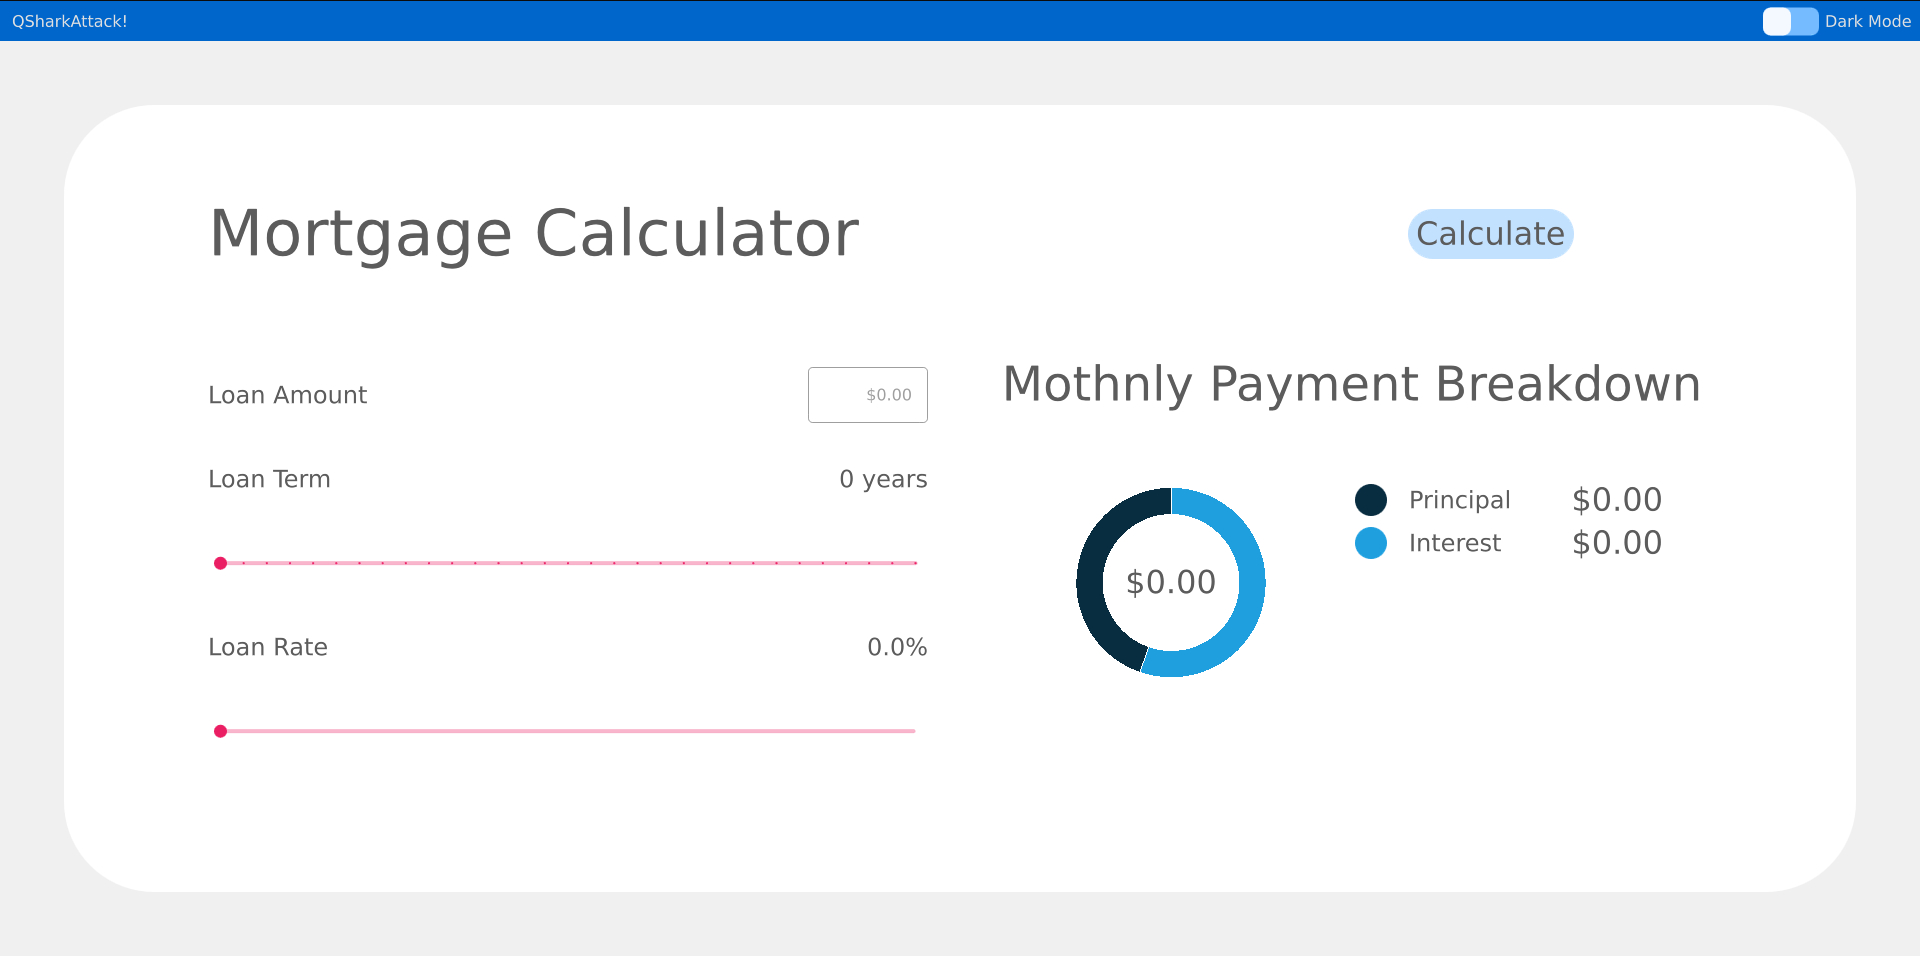 QSharkAttack!
Dark Mode
Mortgage Calculator
Calculate
Loan Amount
$0.00
Loan Term
0 years
Loan Rate
0.0%
Mothnly Payment Breakdown
$0.00
Principal $0.00
Interest $0.00